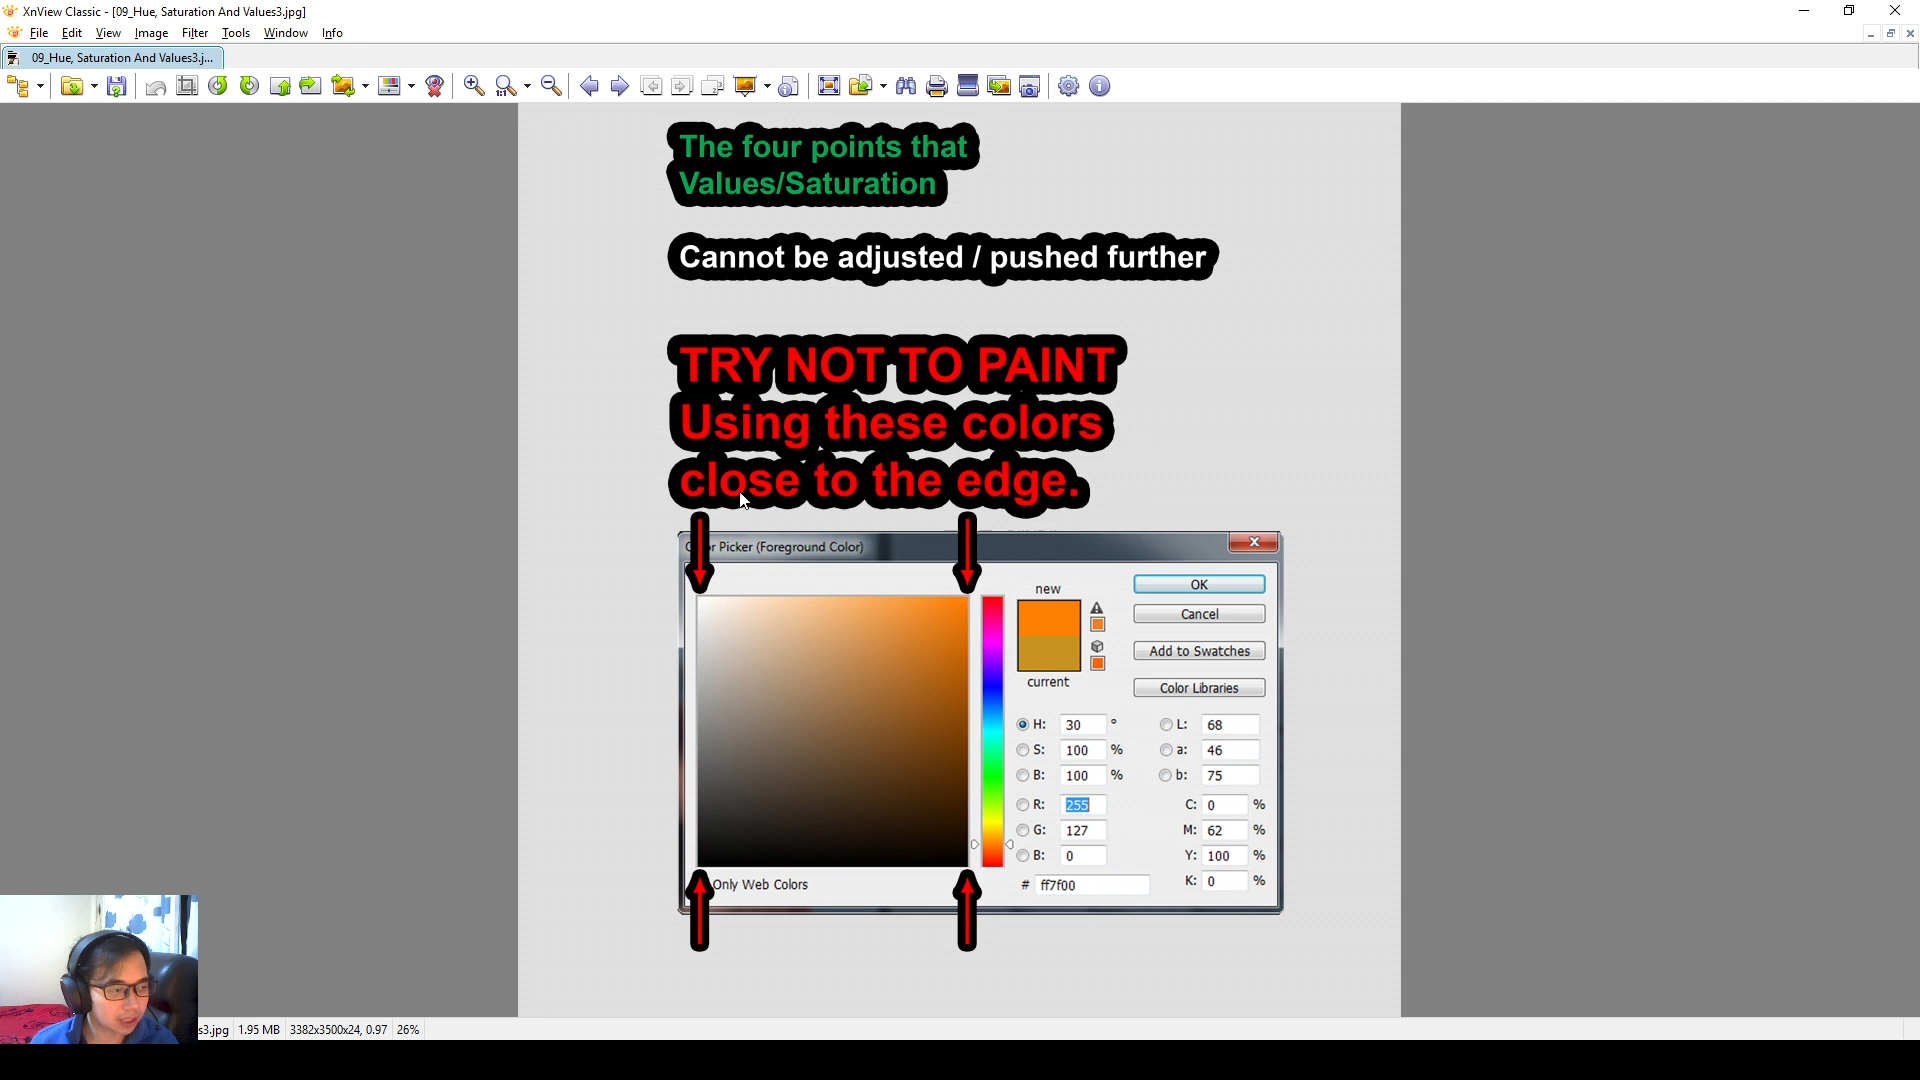 XnView Classic - [09_Hue, Saturation And Values3.jpg]
File Edit View Image Filter Tools Window Info
09_Hue, Saturation And Values3.j...
1:1
The four points that
Values/Saturation
Cannot be adjusted / pushed further
TRY NOT TO PAINT
Using these colors
close to the edge.
Picker (Foreground Color)
new
current
OK
Cancel
Add to Swatches
Color Libraries
H: 30 ° L: 68
S: 100 % a: 46
B: 100 % b: 75
R: 255 C: 0 %
G: 127 M: 62 %
B: 0 Y: 100 %
# ff7f00 K: 0 %
Only Web Colors
s3.jpg 1.95 MB 3382x3500x24, 0.97 26%